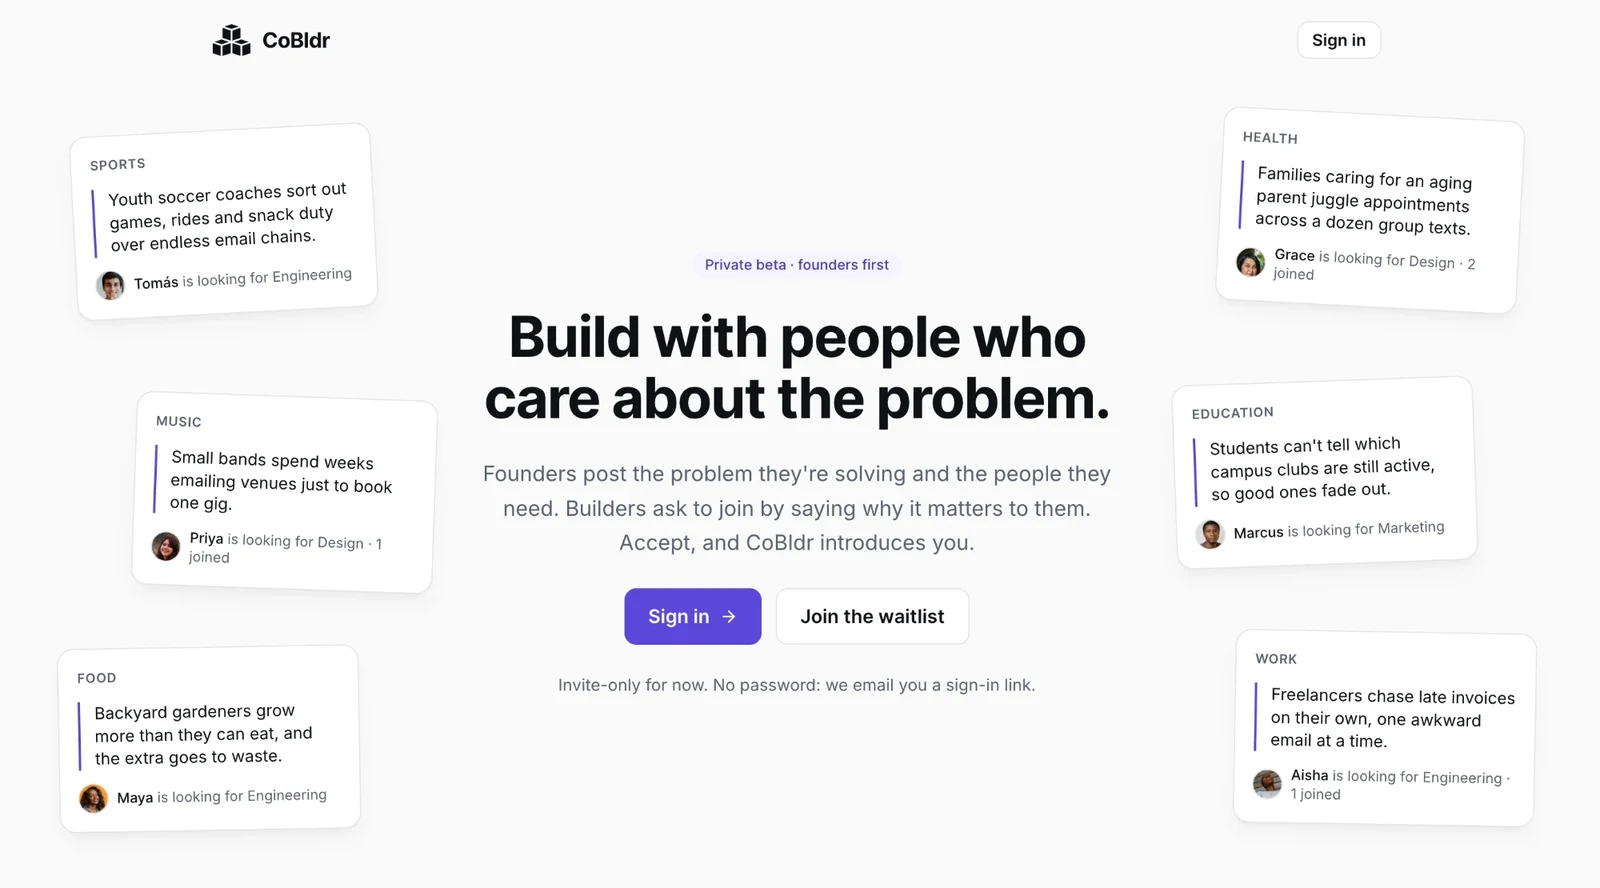 CoBldr
Sign in
SPORTS
Youth soccer coaches sort out
games, rides and snack duty
over endless email chains.
Tomás is looking for Engineering
MUSIC
Small bands spend weeks
emailing venues just to book
one gig.
Priya is looking for Design · 1
joined
FOOD
Backyard gardeners grow
more than they can eat, and
the extra goes to waste.
Maya is looking for Engineering
Private beta · founders first
Build with people who
care about the problem.
Founders post the problem they're solving and the people they
need. Builders ask to join by saying why it matters to them.
Accept, and CoBldr introduces you.
Sign in →
Join the waitlist
Invite-only for now. No password: we email you a sign-in link.
HEALTH
Families caring for an aging
parent juggle appointments
across a dozen group texts.
Grace is looking for Design · 2
joined
EDUCATION
Students can't tell which
campus clubs are still active,
so good ones fade out.
Marcus is looking for Marketing
WORK
Freelancers chase late invoices
on their own, one awkward
email at a time.
Aisha is looking for Engineering ·
1 joined